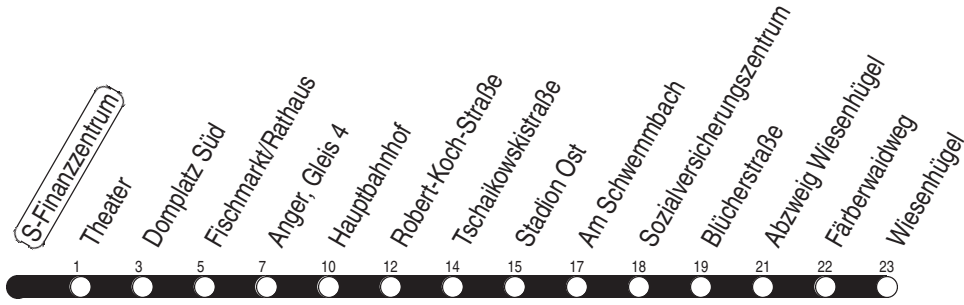 S-Finanzzentrum
Theater
Domplatz Süd
Fischmarkt/Rathaus
Anger, Gleis 4
Hauptbahnhof
Robert-Koch-Straße
Tschaikowskistraße
Stadion Ost
Am Schwemmbach
Sozialversicherungszentrum
Blücherstraße
Abzweig Wiesenhügel
Färberwaidweg
Wiesenhügel
1 3 5 7 10 12 14 15 17 18 19 21 22 23